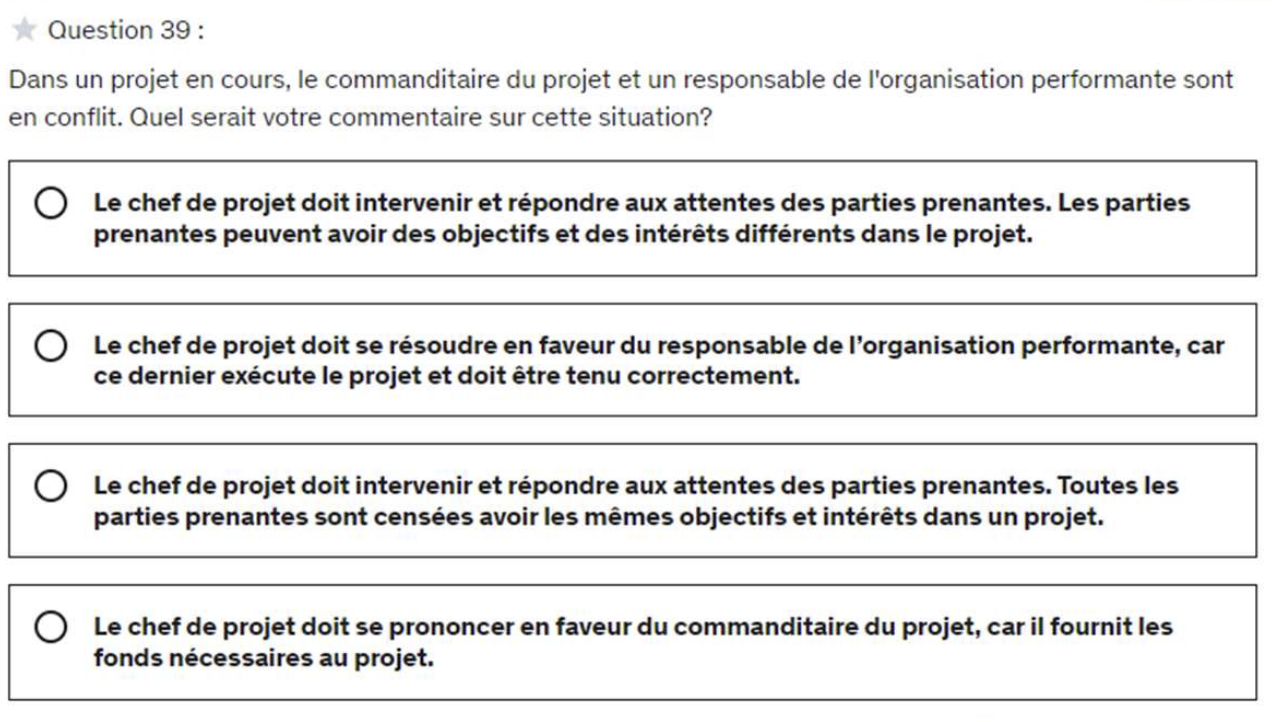 Question 39 :
Dans un projet en cours, le commanditaire du projet et un responsable de l'organisation performante sont
en conflit. Quel serait votre commentaire sur cette situation?
Le chef de projet doit intervenir et répondre aux attentes des parties prenantes. Les parties
prenantes peuvent avoir des objectifs et des intérêts différents dans le projet.
Le chef de projet doit se résoudre en faveur du responsable de l’organisation performante, car
ce dernier exécute le projet et doit être tenu correctement.
Le chef de projet doit intervenir et répondre aux attentes des parties prenantes. Toutes les
parties prenantes sont censées avoir les mêmes objectifs et intérêts dans un projet.
Le chef de projet doit se prononcer en faveur du commanditaire du projet, car il fournit les
fonds nécessaires au projet.